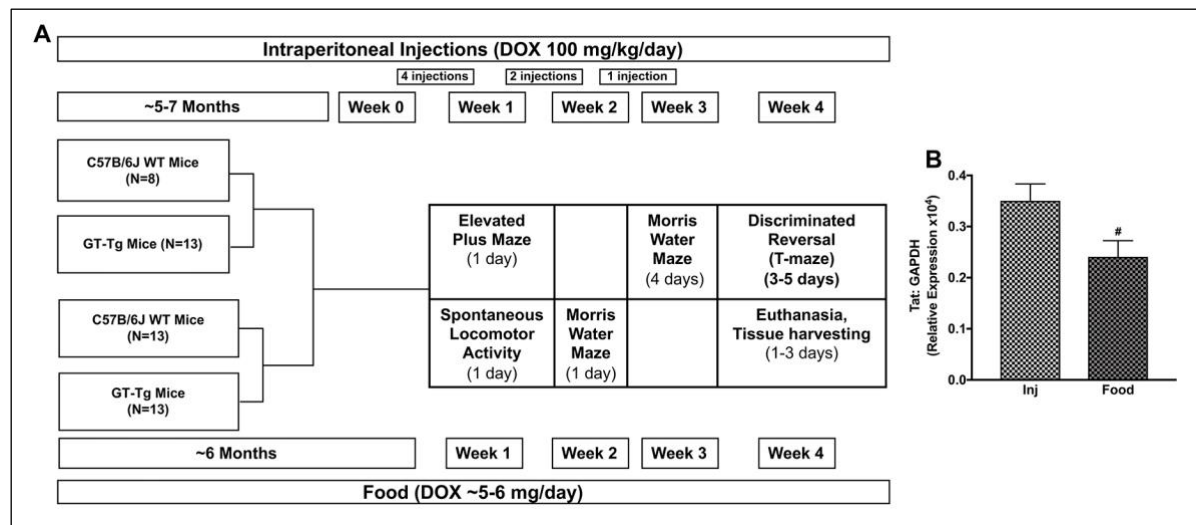 A
Intraperitoneal Injections (DOX 100 mg/kg/day)
4 injections
2 injections
1 injection
~5-7 Months
Week 0
Week 1
Week 2
Week 3
Week 4
C57B/6J WT Mice
(N=8)
GT-Tg Mice (N=13)
C57B/6J WT Mice
(N=13)
GT-Tg Mice
(N=13)
Elevated
Plus Maze
(1 day)
Morris
Water
Maze
(4 days)
Discriminated
Reversal
(T-maze)
(3-5 days)
Spontaneous
Locomotor
Activity
(1 day)
Morris
Water
Maze
(1 day)
Euthanasia,
Tissue harvesting
(1-3 days)
~6 Months
Week 1
Week 2
Week 3
Week 4
Food (DOX ~5-6 mg/day)
B
Tat: GAPDH
(Relative Expression x10⁴)
0.4
0.3
0.2
0.1
0.0
#
Inj
Food